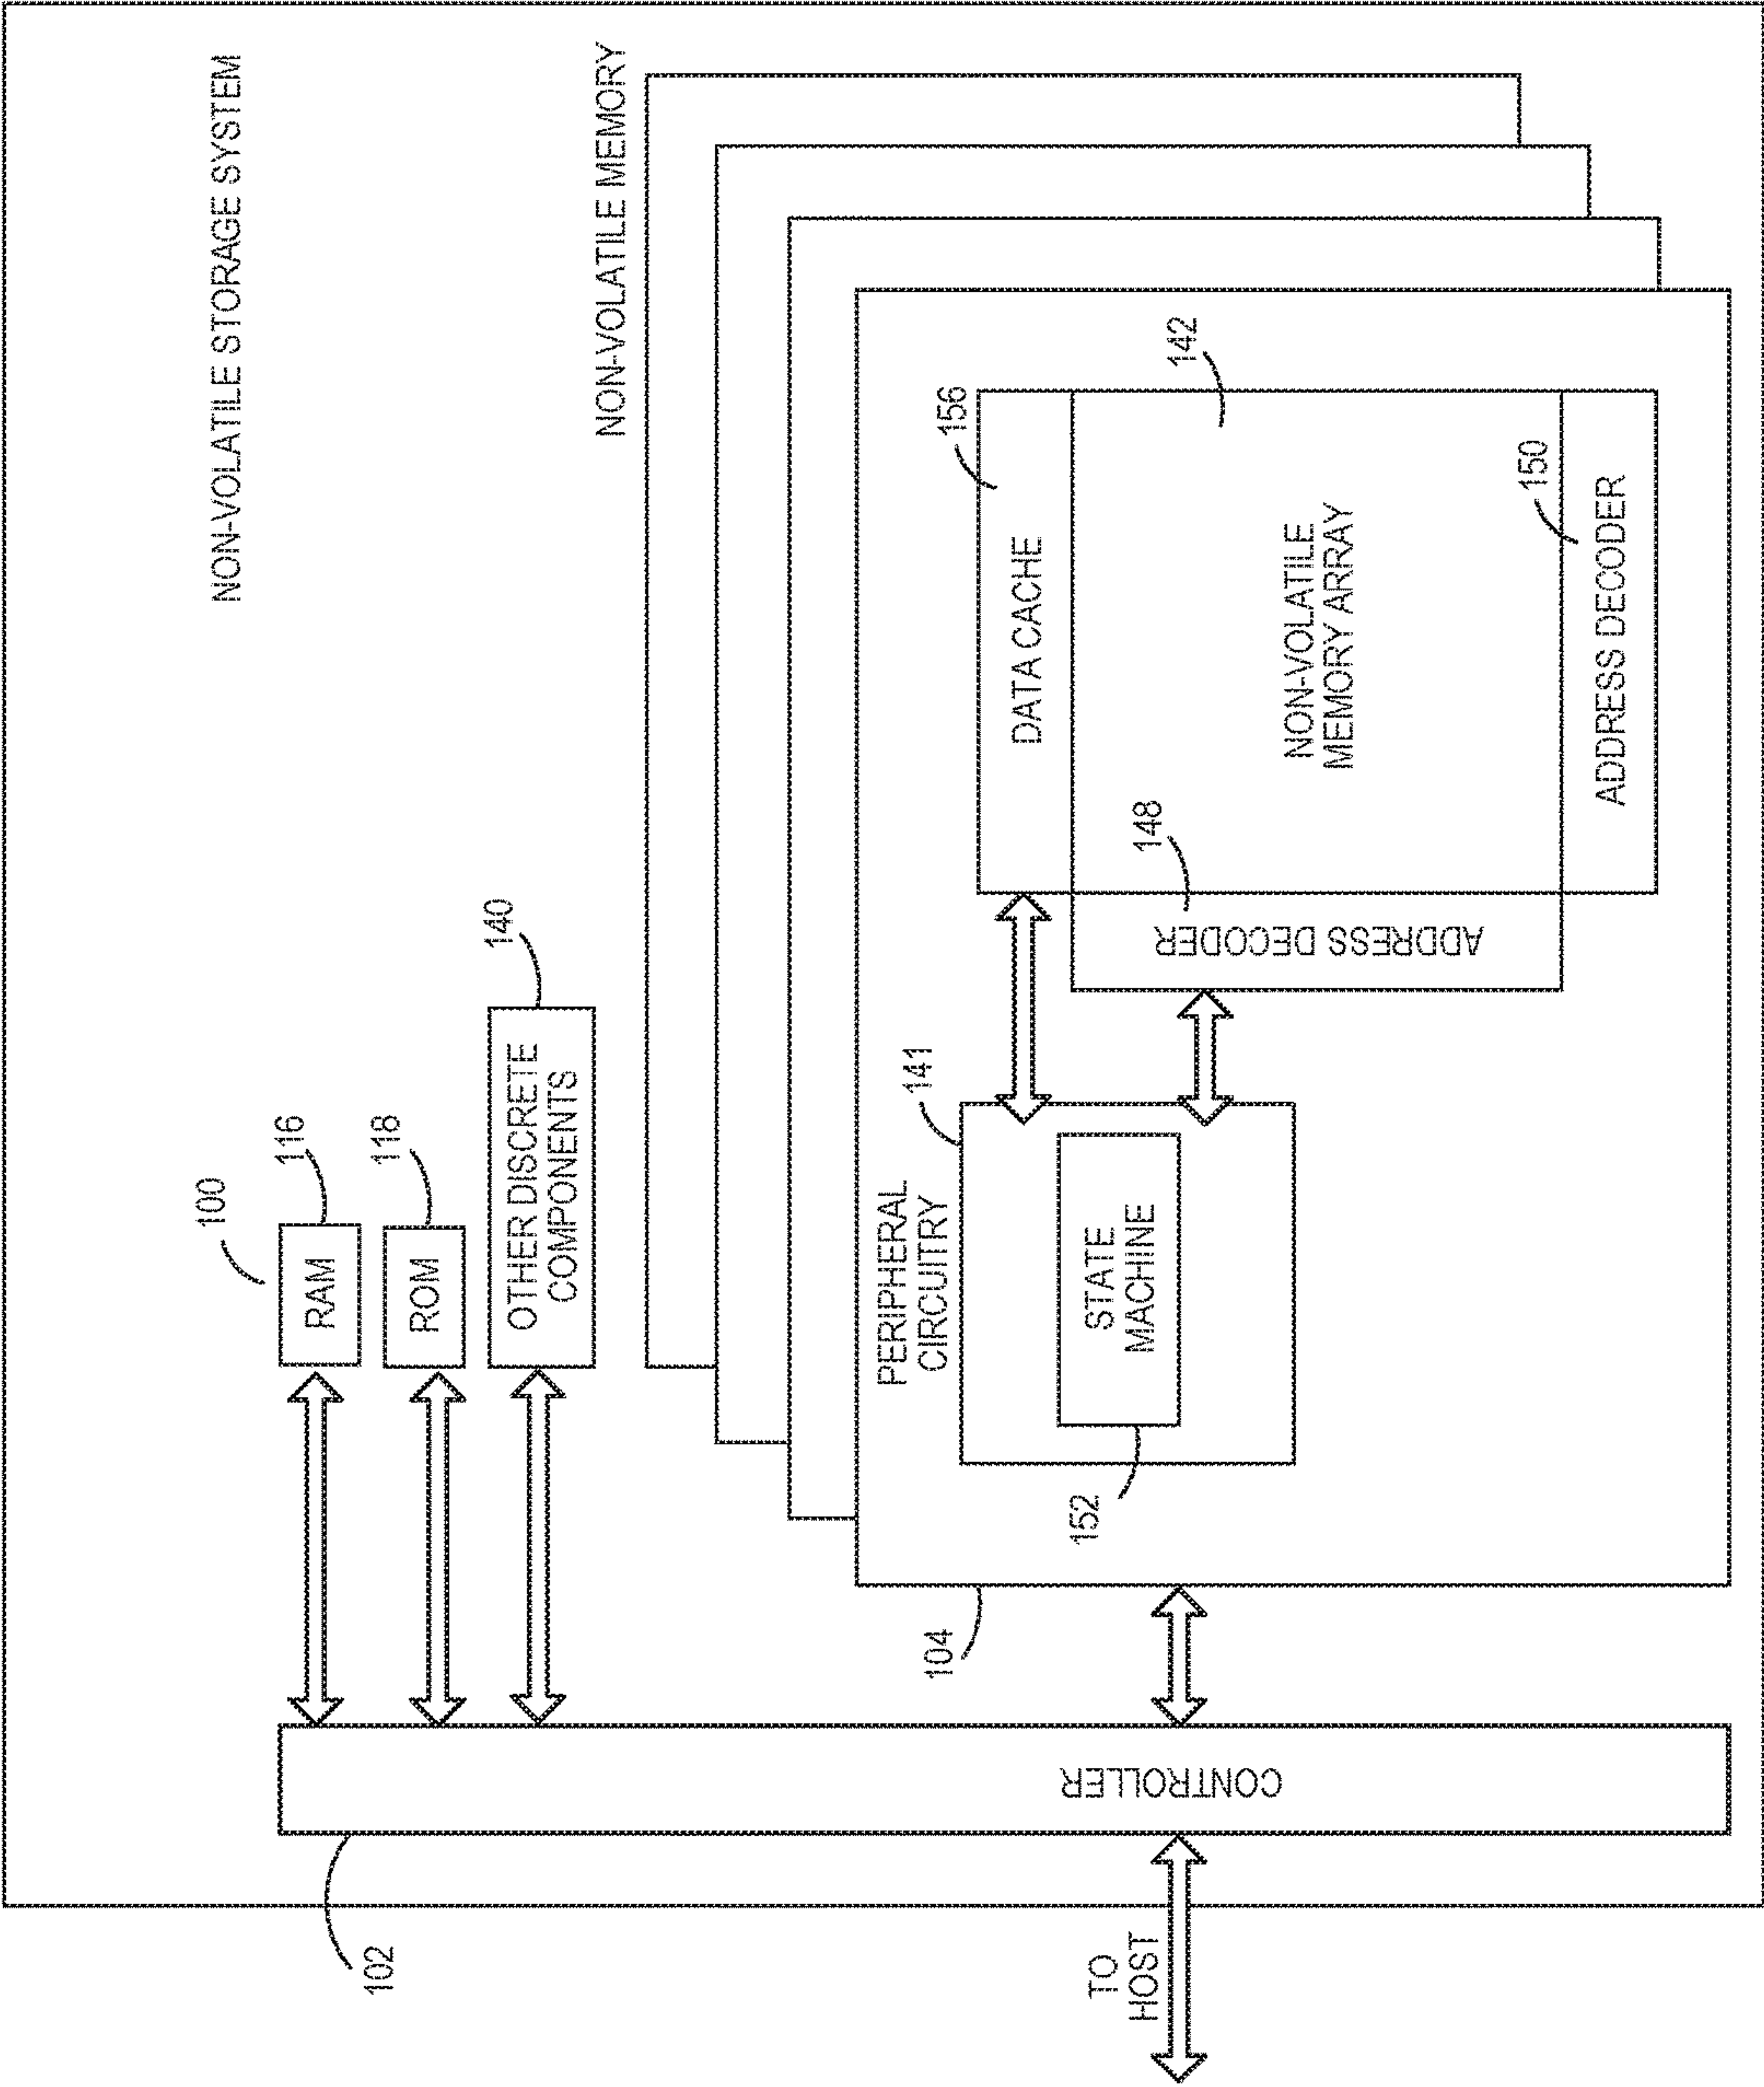 NON-VOLATILE STORAGE SYSTEM
100
RAM
116
ROM
118
OTHER DISCRETE
COMPONENTS
140
NON-VOLATILE MEMORY
102
CONTROLLER
TO
HOST
104
PERIPHERAL
CIRCUITRY
141
STATE
MACHINE
152
DATA CACHE
156
ADDRESS DECODER
148
NON-VOLATILE
MEMORY ARRAY
142
ADDRESS DECODER
150